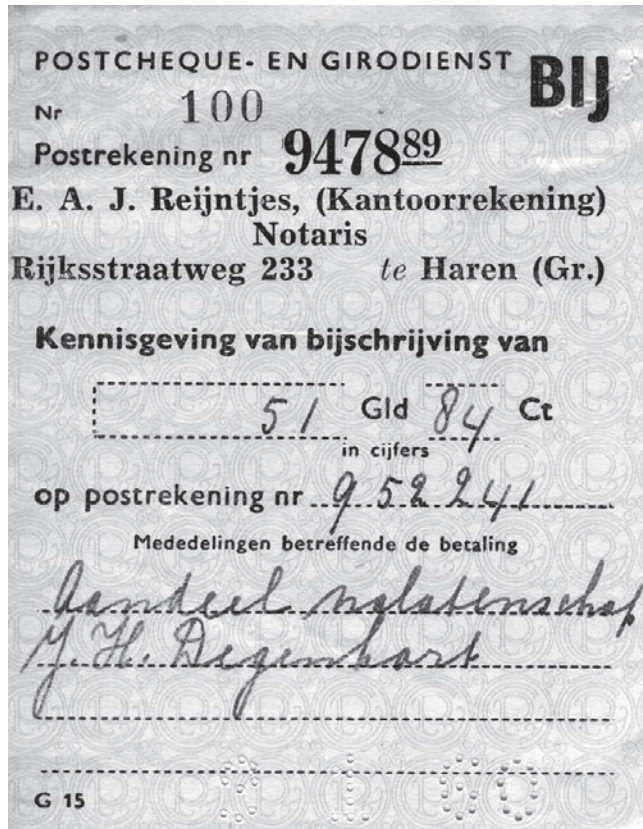 POSTCHEQUE- EN GIRODIENST BIJ
Nr 100
Postrekening nr 947889
E. A. J. Reijntjes, (Kantoorrekening)
Notaris
Rijksstraatweg 233 te Haren (Gr.)
Kennisgeving van bijschrijving van
51 Gld 84 Ct
in cijfers
op postrekening nr 952241
Mededelingen betreffende de betaling
Aandeel nalatenschap
J. H. Degenhart
G 15